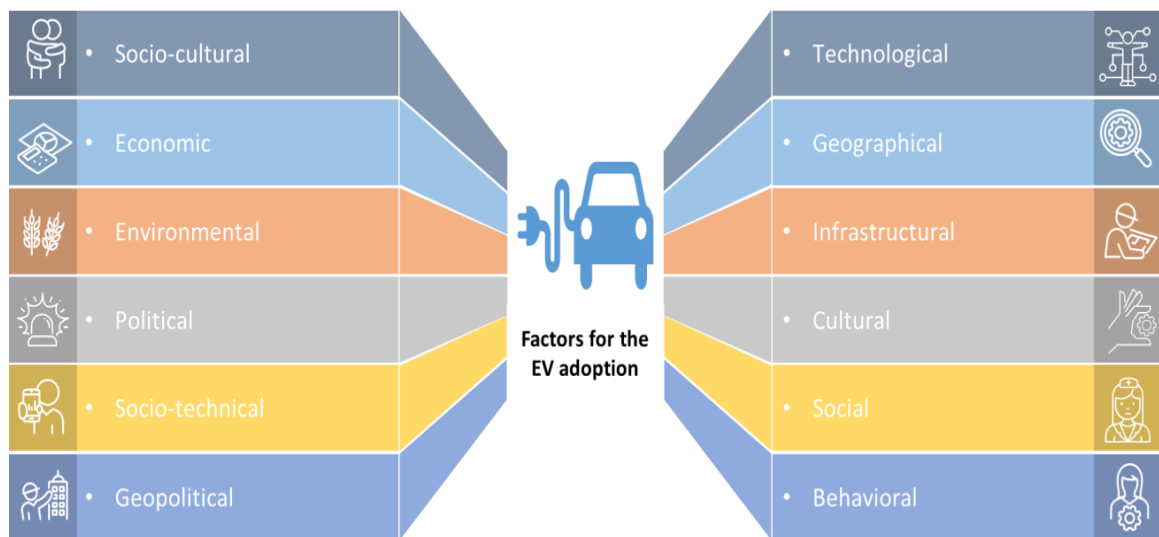 • Socio-cultural
• Economic
• Environmental
• Political
• Socio-technical
• Geopolitical
Factors for the
EV adoption
• Technological
• Geographical
• Infrastructural
• Cultural
• Social
• Behavioral